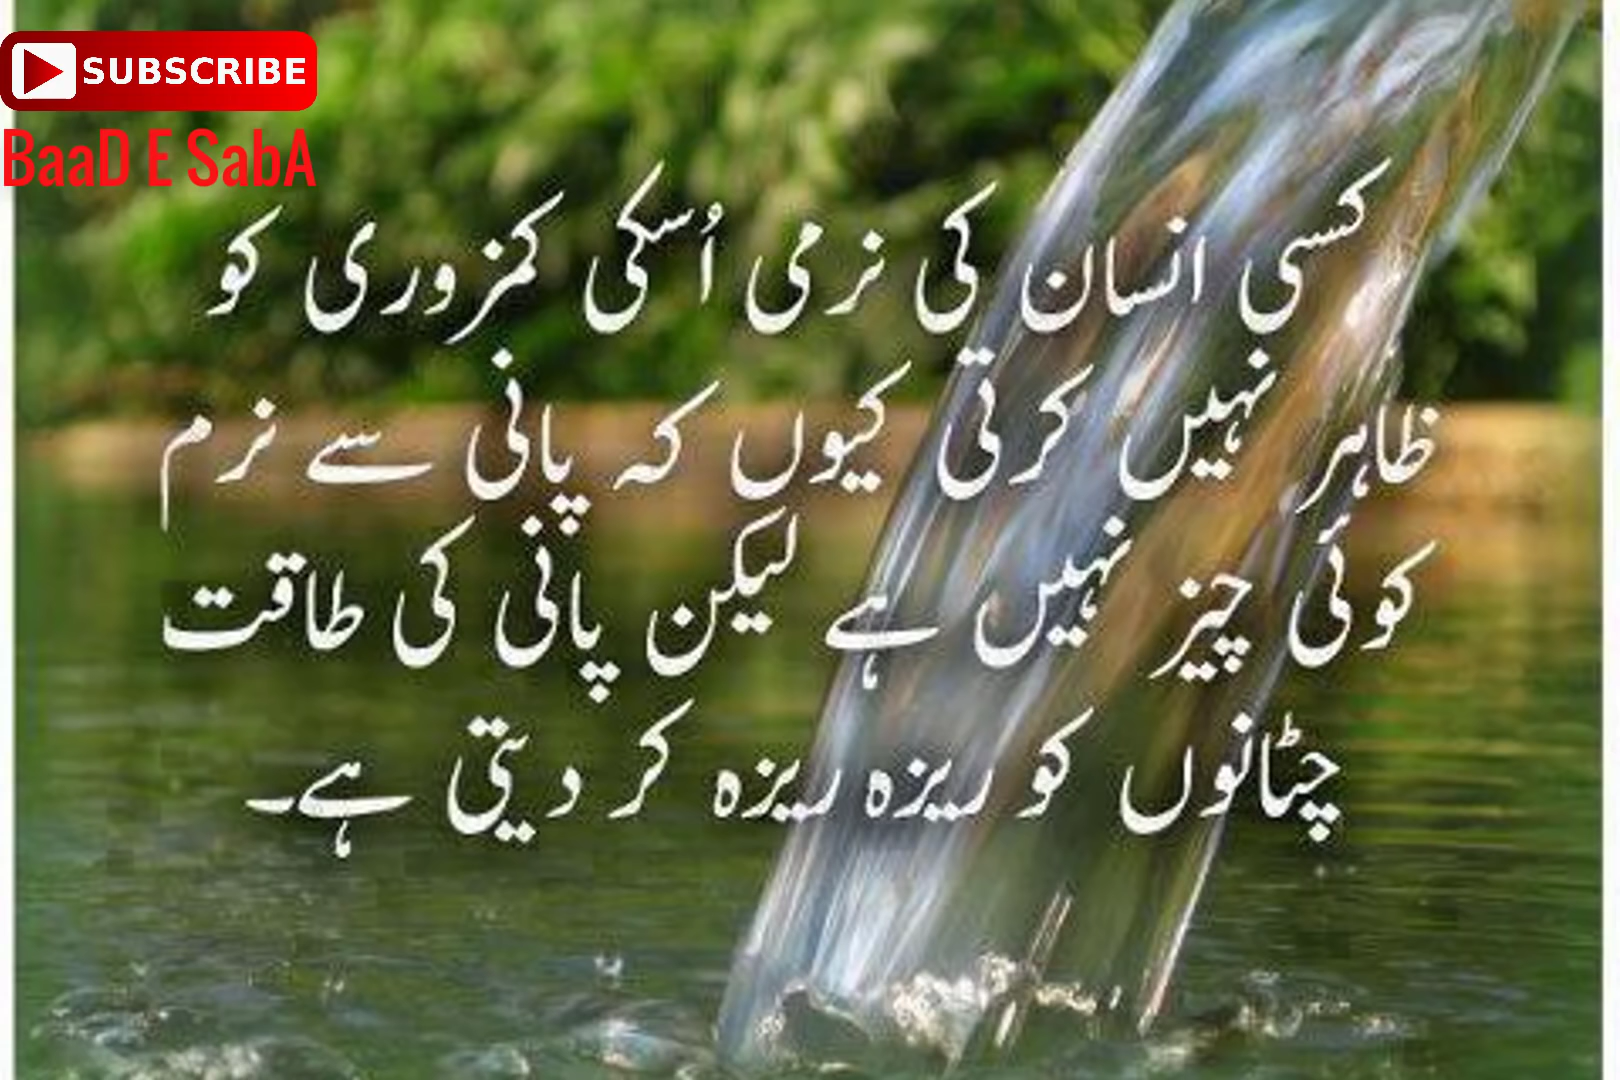 SUBSCRIBE
BaaD E SabA
کسی انسان کی نرمی اُسکی کمزوری کو
ظاہر نہیں کرتی کیوں کہ پانی سے نرم
کوئی چیز نہیں ہے لیکن پانی کی طاقت
چٹانوں کو ریزہ ریزہ کر دیتی ہے۔